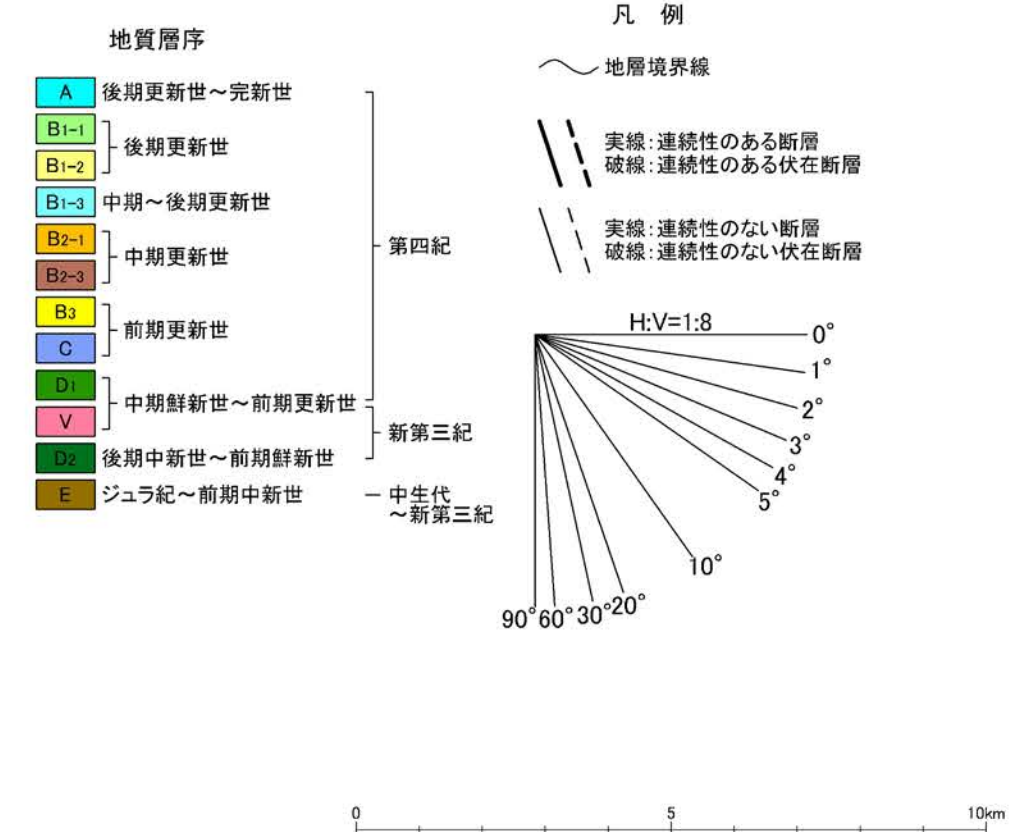 地質層序
A 後期更新世～完新世
B1-1
後期更新世
B1-2
B1-3 中期～後期更新世
B2-1
中期更新世
B2-3
B3
前期更新世
C
D1
中期鮮新世～前期更新世
V
D2 後期中新世～前期鮮新世
E ジュラ紀～前期中新世
第四紀
新第三紀
中生代
～新第三紀
凡 例
地層境界線
実線:連続性のある断層
破線:連続性のある伏在断層
実線:連続性のない断層
破線:連続性のない伏在断層
H:V=1:8
0°
1°
2°
3°
4°
5°
10°
90° 60° 30° 20°
0 5 10km